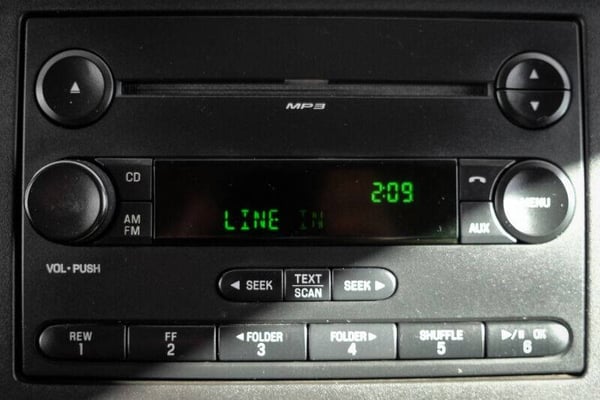 MP3
CD
2:09
MENU
AM
FM
LINE IN
AUX
VOL•PUSH
◀ SEEK
TEXT
SCAN
SEEK ▶
REW
1
FF
2
◀ FOLDER
3
FOLDER ▶
4
SHUFFLE
5
▷/II OK
6